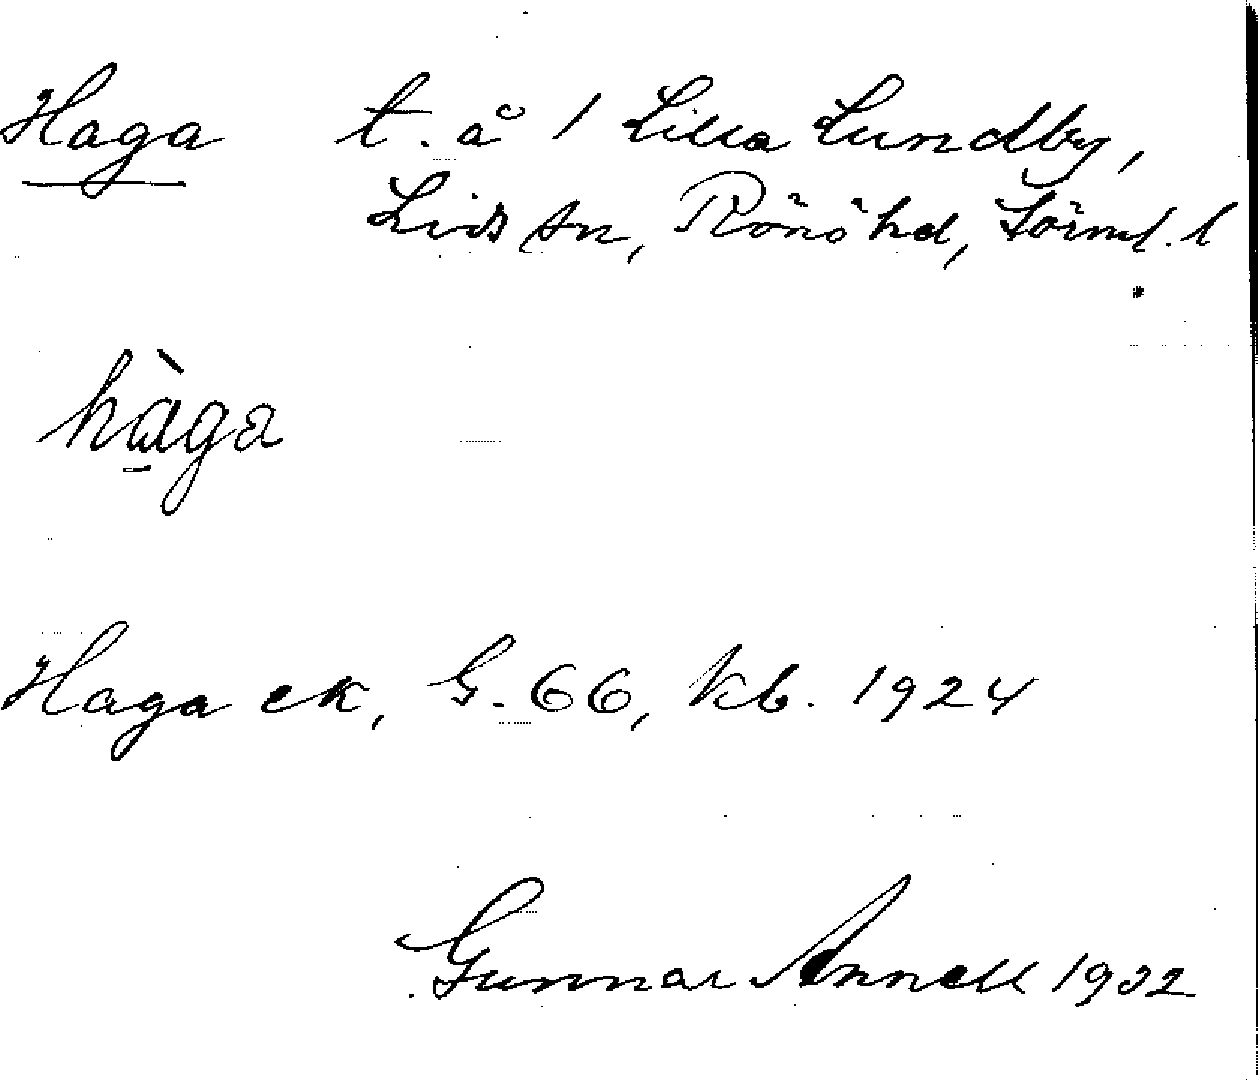 Haga t. å 1 Lilla Lundby,
Lids sn, Rönö hd, Sörml. l
hàga
Haga ek, G. 66, kb. 1924
Gunnar Annell 1932